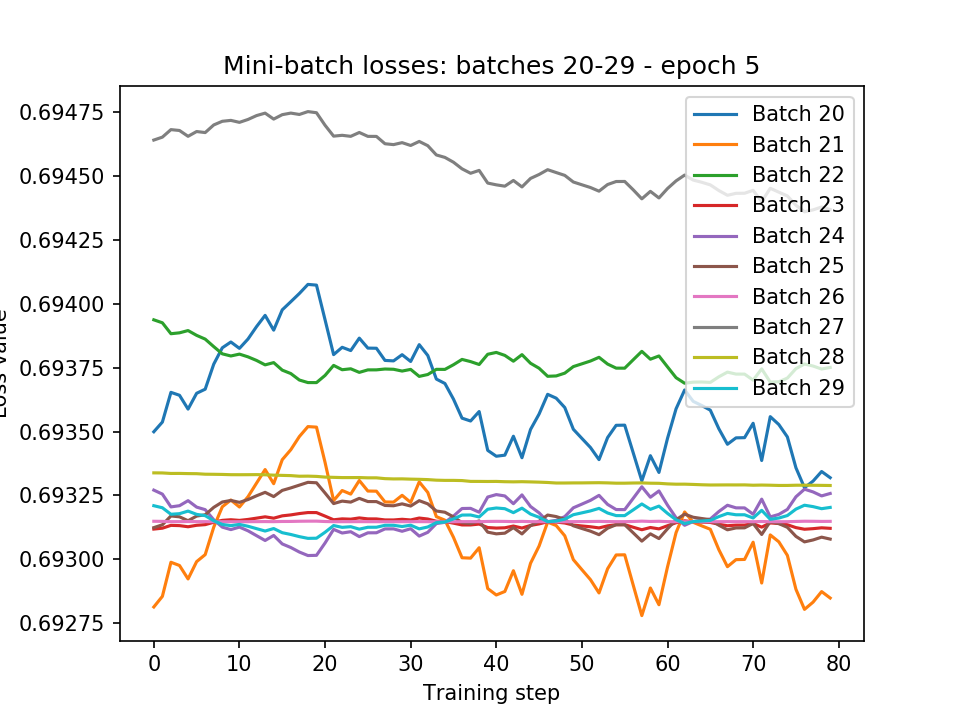 Mini-batch losses: batches 20-29 - epoch 5
0.69475
0.69450
0.69425
0.69400
0.69375
0.69350
0.69325
0.69300
0.69275
Loss value
Batch 20
Batch 21
Batch 22
Batch 23
Batch 24
Batch 25
Batch 26
Batch 27
Batch 28
Batch 29
0 10 20 30 40 50 60 70 80
Training step